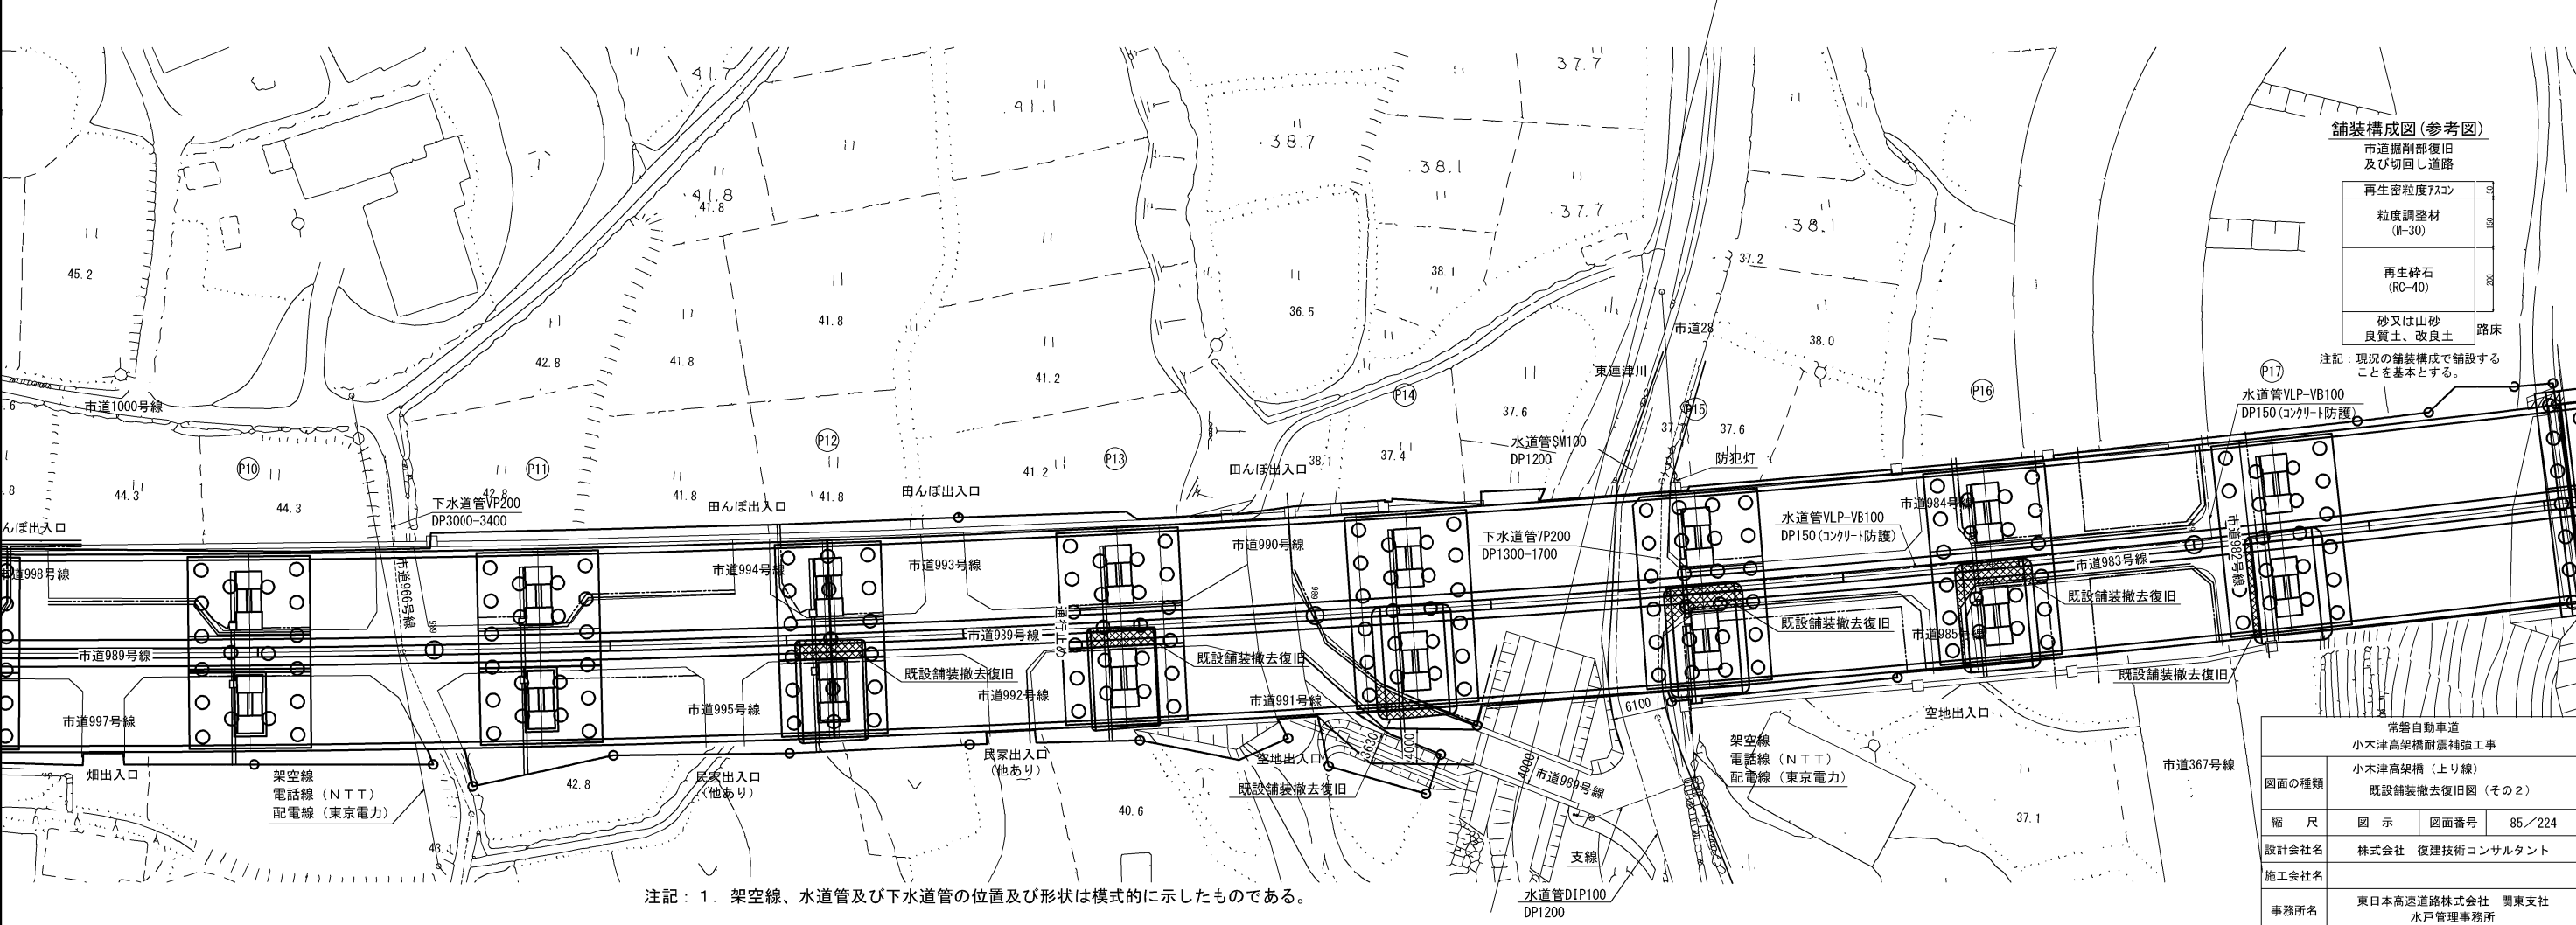 舗装構成図(参考図)
市道掘削部復旧
及び切回し道路
再生密粒度ｱｽｺﾝ
50
粒度調整材
(M-30)
150
再生砕石
(RC-40)
200
砂又は山砂
良質土、改良土
路床
注記：現況の舗装構成で舗設する
ことを基本とする。
41.7
41.1
37.7
38.7
38.1
41.8
41.8
37.7
38.1
45.2
37.2
38.1
36.5
41.8
市道28
38.0
42.8
41.8
41.2
東連津川
P17
P14
P16
水道管VLP-VB100
DP150(ｺﾝｸﾘｰﾄ防護)
市道1000号線
P15
37.6
37.6
P12
水道管SM100
DP1200
防犯灯
P10
P11
P13
田んぼ出入口
38.1
37.4
41.2
44.3
44.3
42.8
41.8
41.8
田んぼ出入口
田んぼ出入口
下水道管VP200
DP3000-3400
んぼ出入口
市道984号線
水道管VLP-VB100
DP150(ｺﾝｸﾘｰﾄ防護)
下水道管VP200
DP1300-1700
市道990号線
市道982号線
市道998号線
市道966号線
市道994号線
市道993号線
市道983号線
既設舗装撤去復旧
通行止め
市道989号線
既設舗装撤去復旧
市道985号線
市道989号線
既設舗装撤去復旧
既設舗装撤去復旧
既設舗装撤去復旧
市道992号線
市道991号線
市道997号線
市道995号線
6100
空地出入口
3630
4000
4000
畑出入口
民家出入口
(他あり)
民家出入口
(他あり)
空地出入口
市道989号線
既設舗装撤去復旧
架空線
電話線（ＮＴＴ）
配電線（東京電力）
架空線
電話線（ＮＴＴ）
配電線（東京電力）
市道367号線
42.8
40.6
37.1
43.1
支線
水道管DIP100
DP1200
注記：１．架空線、水道管及び下水道管の位置及び形状は模式的に示したものである。
常磐自動車道
小木津高架橋耐震補強工事
図面の種類
小木津高架橋（上り線）
既設舗装撤去復旧図（その２）
縮　尺
図　示
図面番号
85／224
設計会社名
株式会社　復建技術コンサルタント
施工会社名
事務所名
東日本高速道路株式会社　関東支社
水戸管理事務所